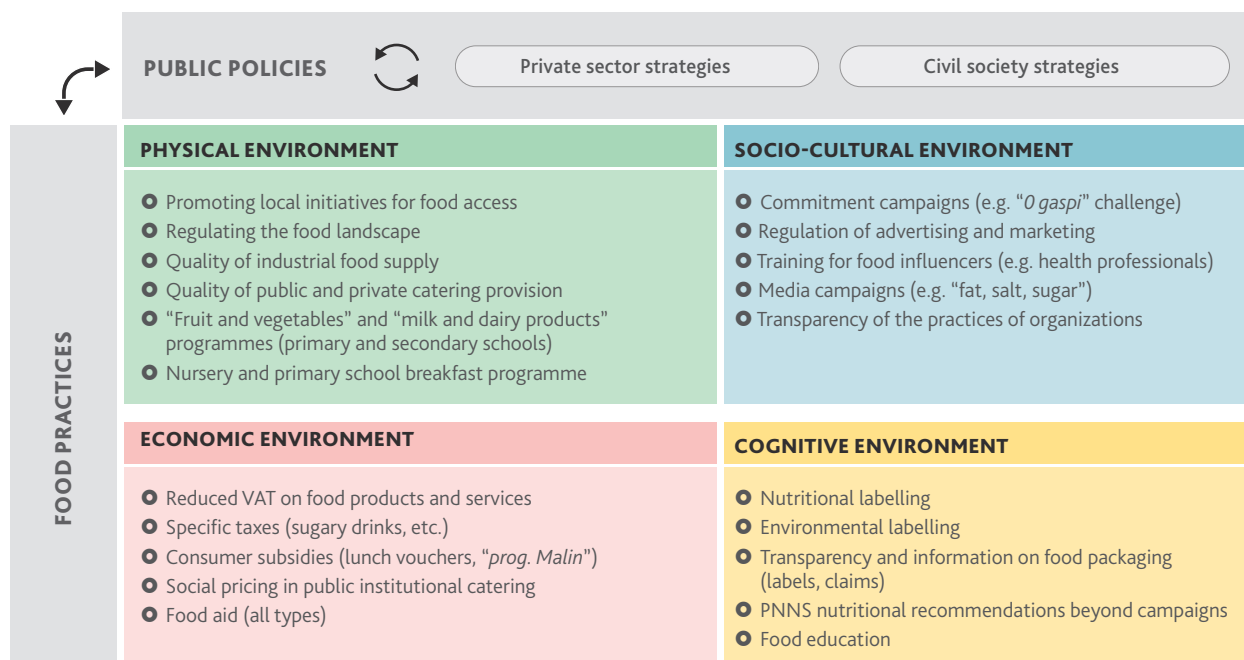 PUBLIC POLICIES
Private sector strategies
Civil society strategies
FOOD PRACTICES
PHYSICAL ENVIRONMENT
Promoting local initiatives for food access
Regulating the food landscape
Quality of industrial food supply
Quality of public and private catering provision
“Fruit and vegetables” and “milk and dairy products”
programmes (primary and secondary schools)
Nursery and primary school breakfast programme
SOCIO-CULTURAL ENVIRONMENT
Commitment campaigns (e.g. “0 gaspi” challenge)
Regulation of advertising and marketing
Training for food influencers (e.g. health professionals)
Media campaigns (e.g. “fat, salt, sugar”)
Transparency of the practices of organizations
ECONOMIC ENVIRONMENT
Reduced VAT on food products and services
Specific taxes (sugary drinks, etc.)
Consumer subsidies (lunch vouchers, “prog. Malin”)
Social pricing in public institutional catering
Food aid (all types)
COGNITIVE ENVIRONMENT
Nutritional labelling
Environmental labelling
Transparency and information on food packaging
(labels, claims)
PNNS nutritional recommendations beyond campaigns
Food education